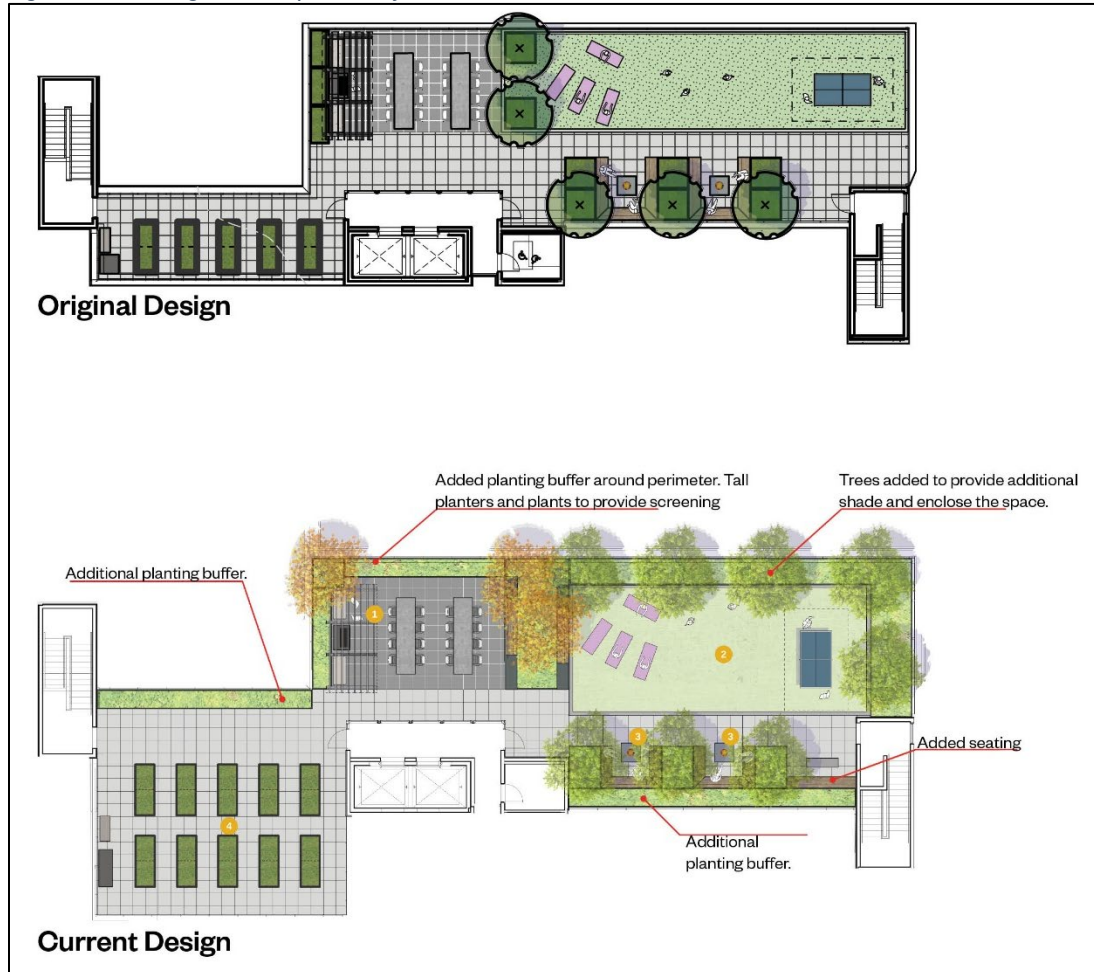 Original Design
Added planting buffer around perimeter. Tall
planters and plants to provide screening
Trees added to provide additional
shade and enclose the space.
Additional planting buffer.
1
2
3
3
Added seating
4
Additional
planting buffer.
Current Design